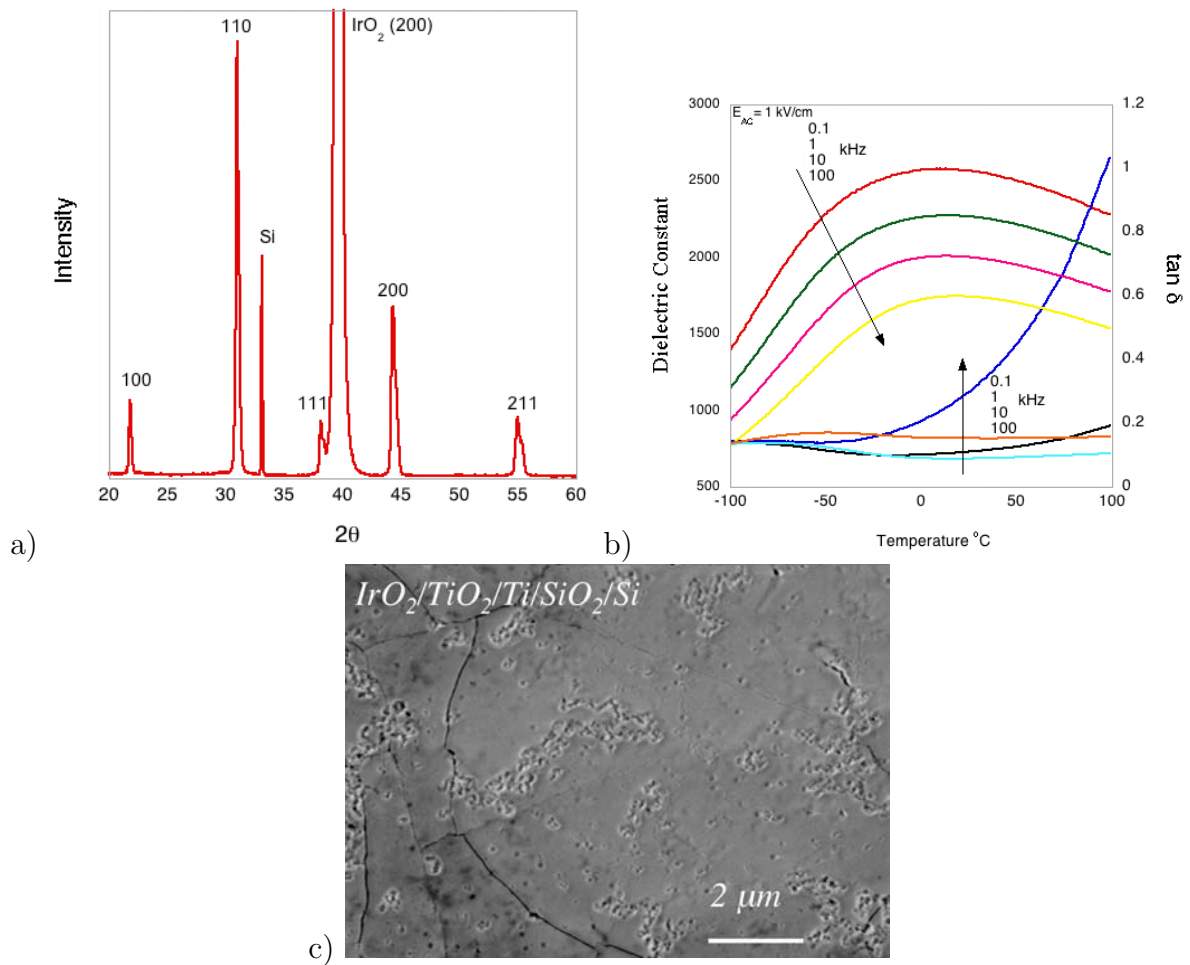 110
IrO2 (200)
Si
200
100
111
211
Intensity
20 25 30 35 40 45 50 55 60
2θ
a)
3000
2500
2000
1500
1000
500
Dielectric Constant
EAC = 1 kV/cm
0.1
1
10 kHz
100
0.1
1
10 kHz
100
1.2
1
0.8
0.6
0.4
0.2
0
tan δ
-100 -50 0 50 100
Temperature °C
b)
IrO2/TiO2/Ti/SiO2/Si
2 μm
c)